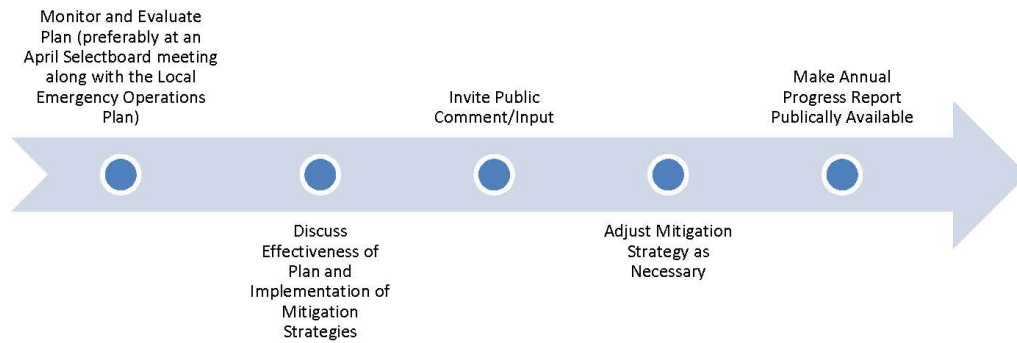 Monitor and Evaluate
Plan (preferably at an
April Selectboard meeting
along with the Local
Emergency Operations
Plan)
Discuss
Effectiveness of
Plan and
Implementation of
Mitigation
Strategies
Invite Public
Comment/Input
Adjust Mitigation
Strategy as
Necessary
Make Annual
Progress Report
Publically Available